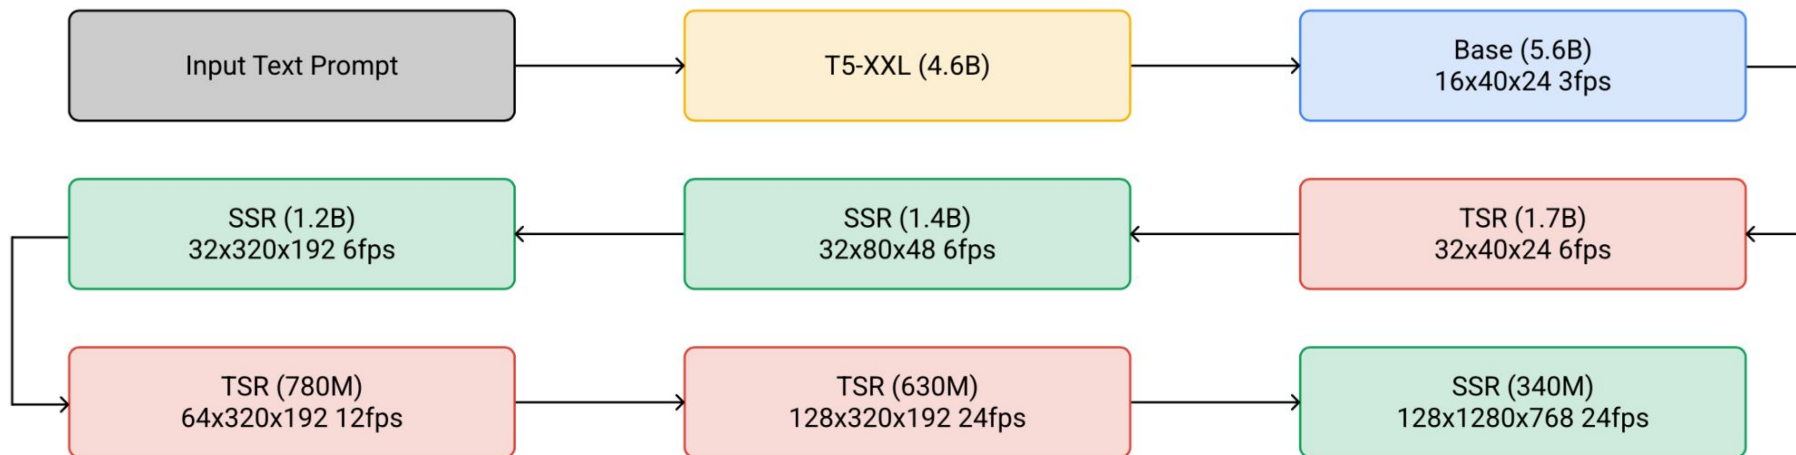 Input Text Prompt
T5-XXL (4.6B)
Base (5.6B)
16x40x24 3fps
SSR (1.2B)
32x320x192 6fps
SSR (1.4B)
32x80x48 6fps
TSR (1.7B)
32x40x24 6fps
TSR (780M)
64x320x192 12fps
TSR (630M)
128x320x192 24fps
SSR (340M)
128x1280x768 24fps